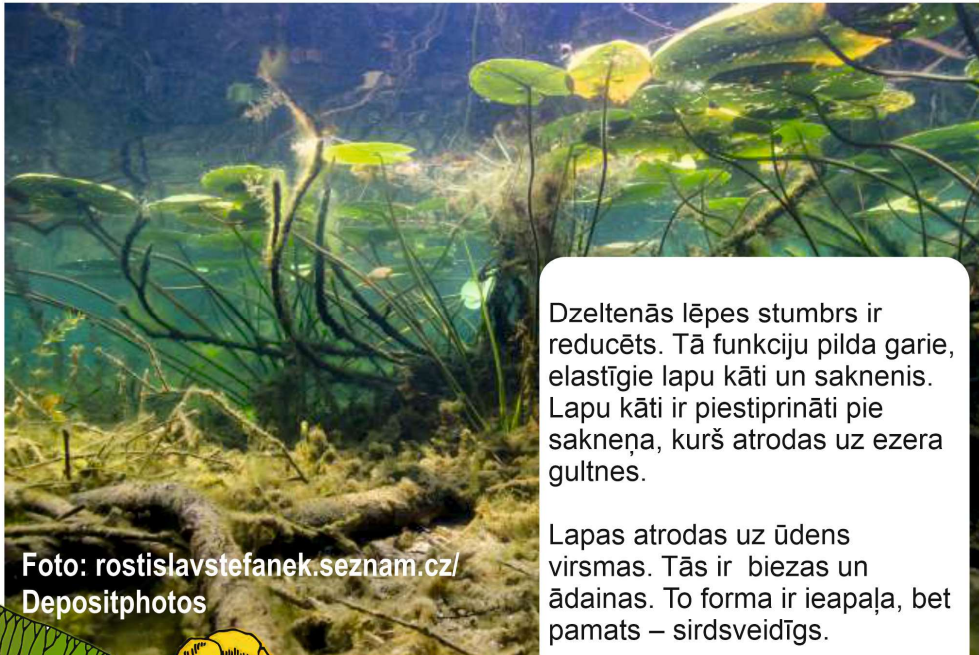 Dzeltenās lēpes stumbrs ir
reducēts. Tā funkciju pilda garie,
elastīgie lapu kāti un saknenis.
Lapu kāti ir piestiprināti pie
sakneņa, kurš atrodas uz ezera
gultnes.
Lapas atrodas uz ūdens
virsmas. Tās ir biezas un
ādainas. To forma ir ieapaļa, bet
pamats – sirdsveidīgs.
Foto: rostislavstefanek.seznam.cz/
Depositphotos